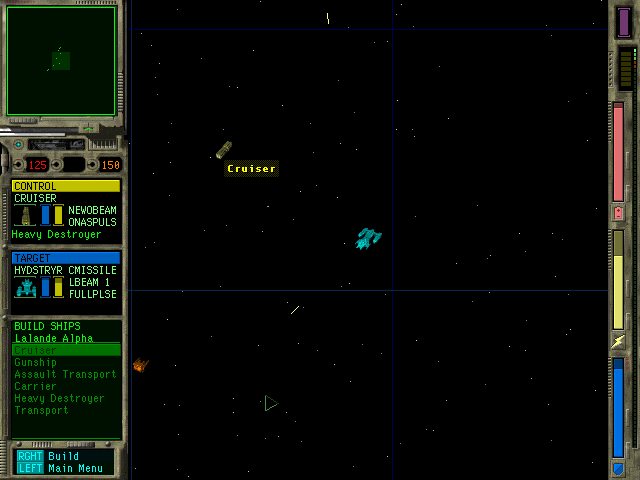 125 150
CONTROL
CRUISER
NEWOBEAM
ONASPULS
Heavy Destroyer
TARGET
HVDSTRYR CMISSILE
LBEAM 1
FULLPLSE
BUILD SHIPS
Lalande Alpha
Cruiser
Gunship
Assault Transport
Carrier
Heavy Destroyer
Transport
RGHT Build
LEFT Main Menu
Cruiser